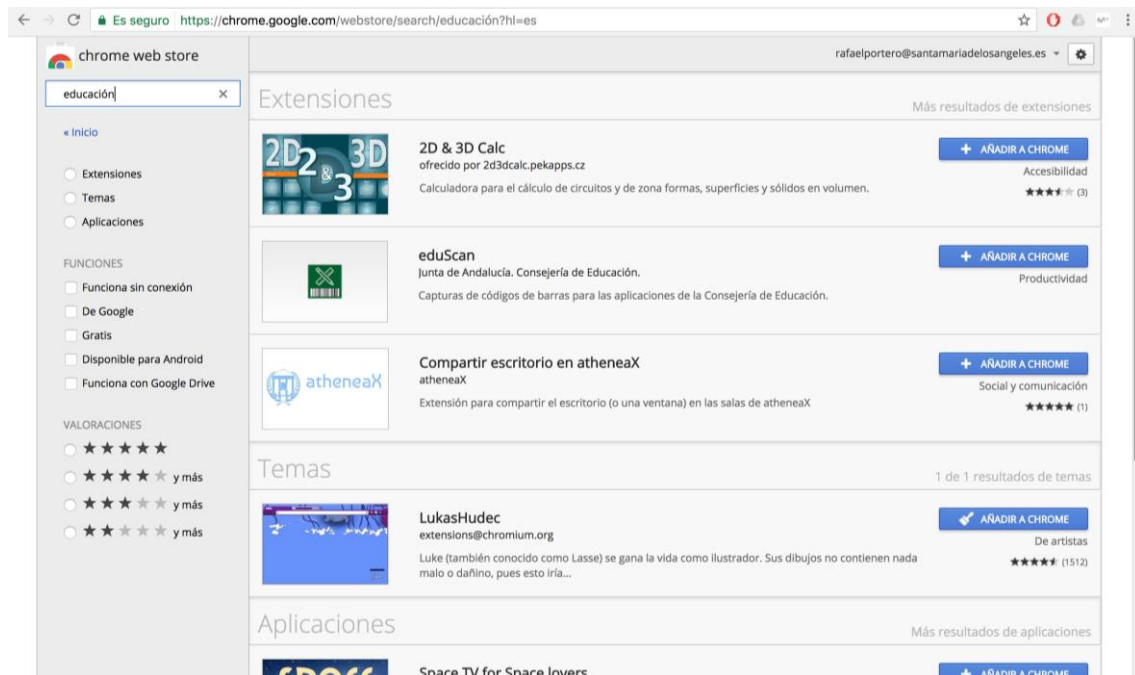 Es seguro https://chrome.google.com/webstore/search/educación?hl=es
chrome web store
rafaelportero@santamariadelosangeles.es
educación
« Inicio
Extensiones
Temas
Aplicaciones
FUNCIONES
Funciona sin conexión
De Google
Gratis
Disponible para Android
Funciona con Google Drive
VALORACIONES
y más
y más
y más
Extensiones
Más resultados de extensiones
2D & 3D
2 & 3
2D & 3D Calc
ofrecido por 2d3dcalc.pekapps.cz
Calculadora para el cálculo de circuitos y de zona formas, superficies y sólidos en volumen.
AÑADIR A CHROME
Accesibilidad
(3)
eduScan
Junta de Andalucía. Consejería de Educación.
Capturas de códigos de barras para las aplicaciones de la Consejería de Educación.
AÑADIR A CHROME
Productividad
atheneaX
Compartir escritorio en atheneaX
atheneaX
Extensión para compartir el escritorio (o una ventana) en las salas de atheneaX
AÑADIR A CHROME
Social y comunicación
(1)
Temas
1 de 1 resultados de temas
LukasHudec
extensions@chromium.org
Luke (también conocido como Lasse) se gana la vida como ilustrador. Sus dibujos no contienen nada
malo o dañino, pues esto iría...
AÑADIR A CHROME
De artistas
(1512)
Aplicaciones
Más resultados de aplicaciones
Space TV for Space lovers
AÑADIR A CHROME